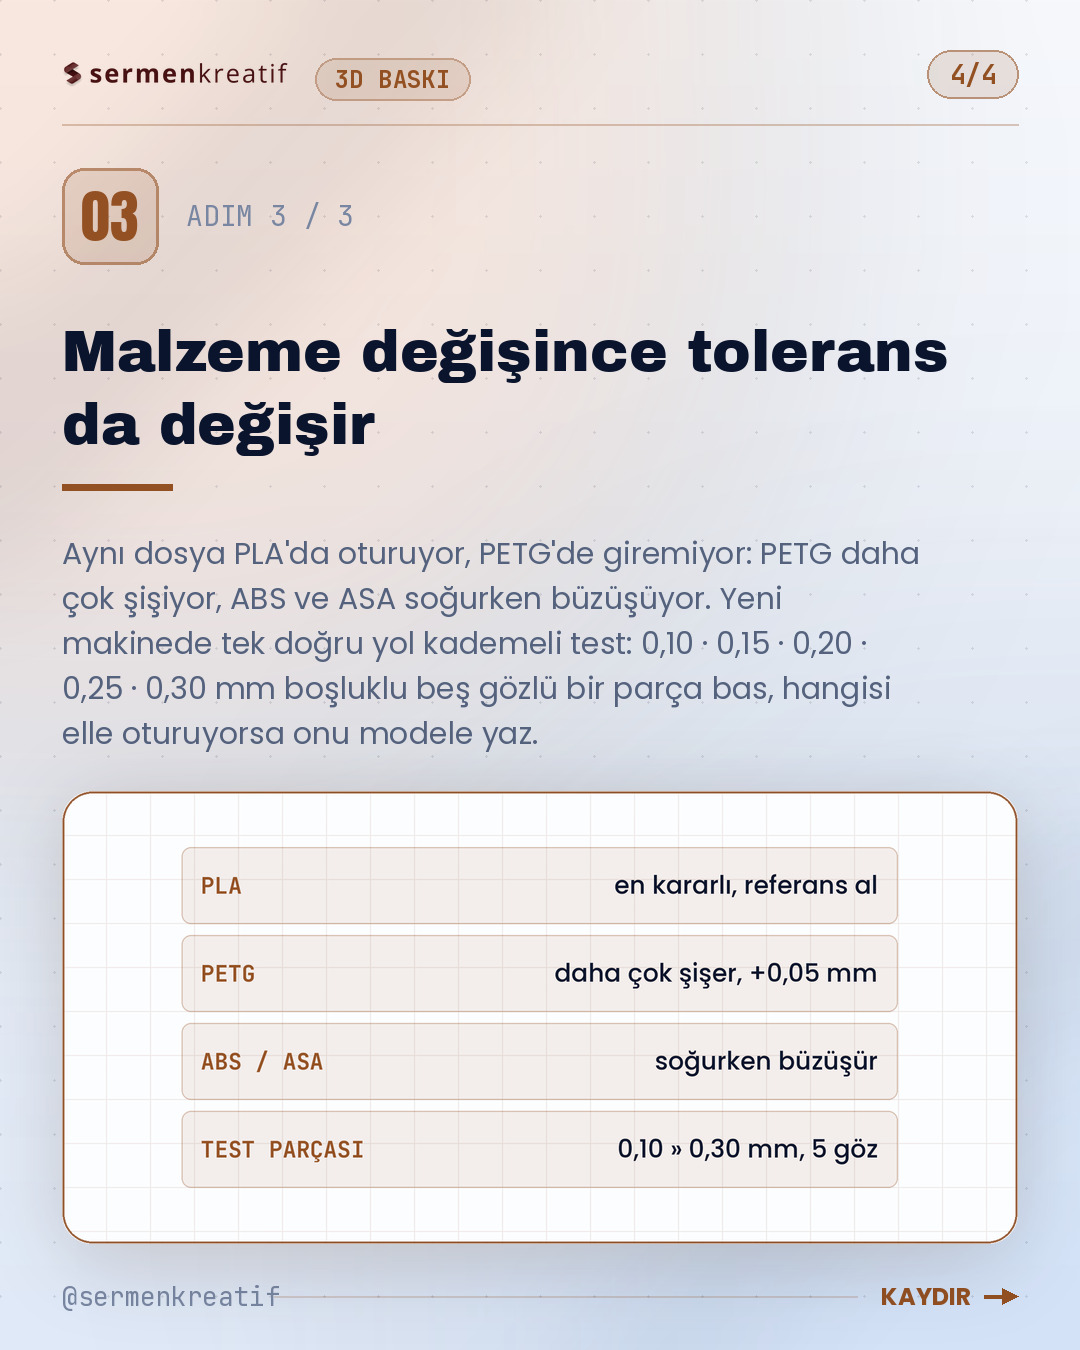 sermenkreatif
3D BASKI
4/4
03
ADIM 3 / 3
Malzeme değişince tolerans
da değişir
Aynı dosya PLA'da oturuyor, PETG'de giremiyor: PETG daha
çok şişiyor, ABS ve ASA soğurken büzüşüyor. Yeni
makinede tek doğru yol kademeli test: 0,10 · 0,15 · 0,20 ·
0,25 · 0,30 mm boşluklu beş gözlü bir parça bas, hangisi
elle oturuyorsa onu modele yaz.
PLA
en kararlı, referans al
PETG
daha çok şişer, +0,05 mm
ABS / ASA
soğurken büzüşür
TEST PARÇASI
0,10 » 0,30 mm, 5 göz
@sermenkreatif
KAYDIR